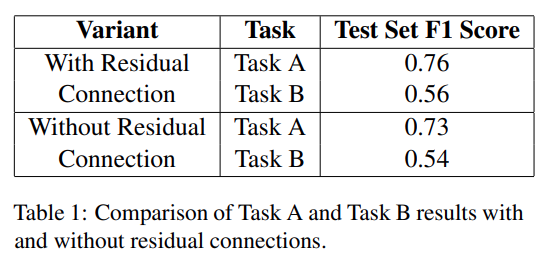 Variant Task Test Set F1 Score
With Residual Task A 0.76
Connection Task B 0.56
Without Residual Task A 0.73
Connection Task B 0.54
Table 1: Comparison of Task A and Task B results with
and without residual connections.